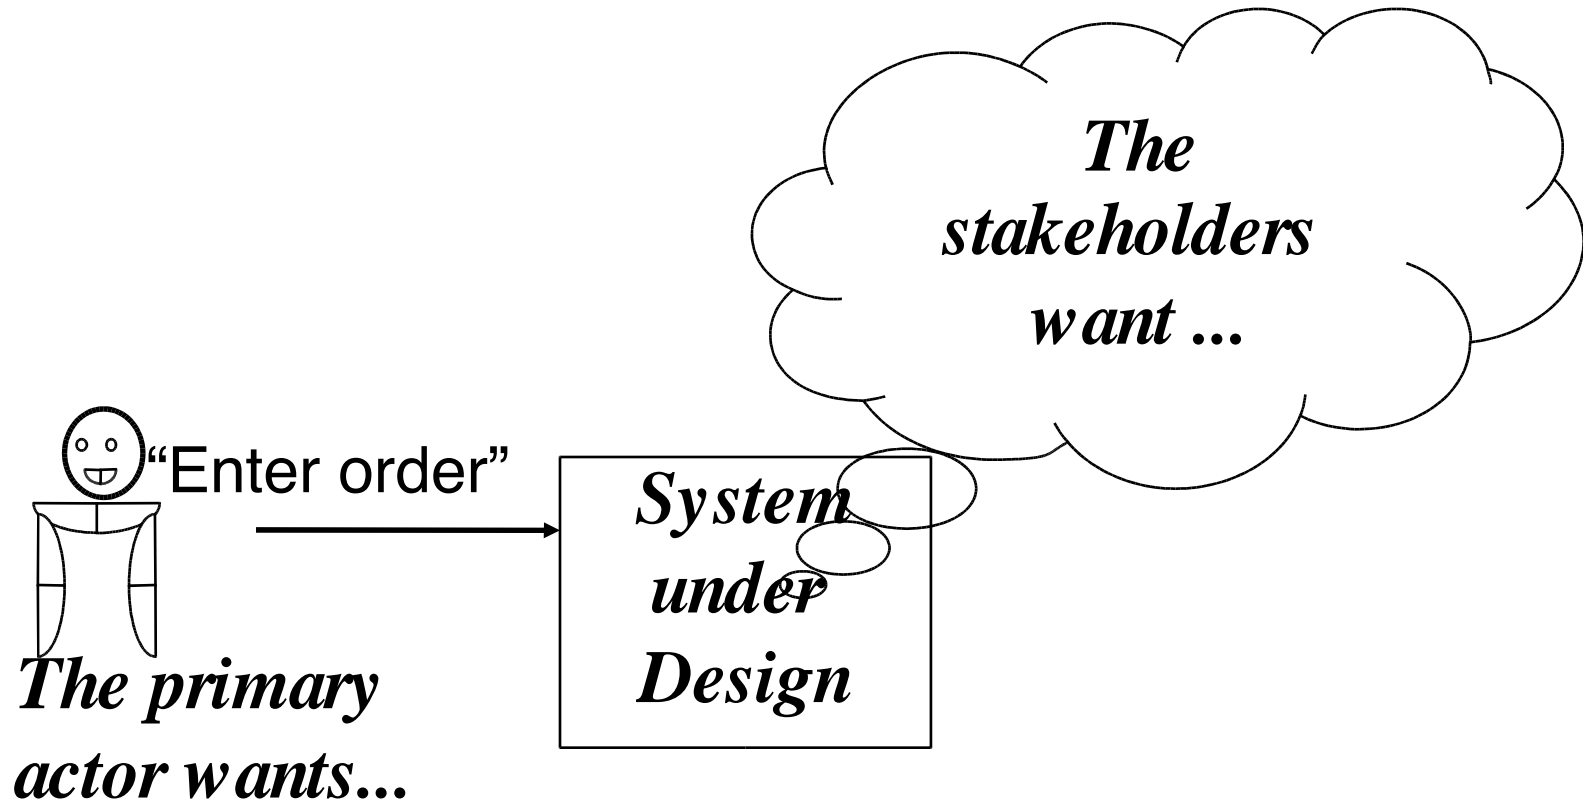 The
stakeholders
want ...
“Enter order”
System
under
Design
The primary
actor wants...